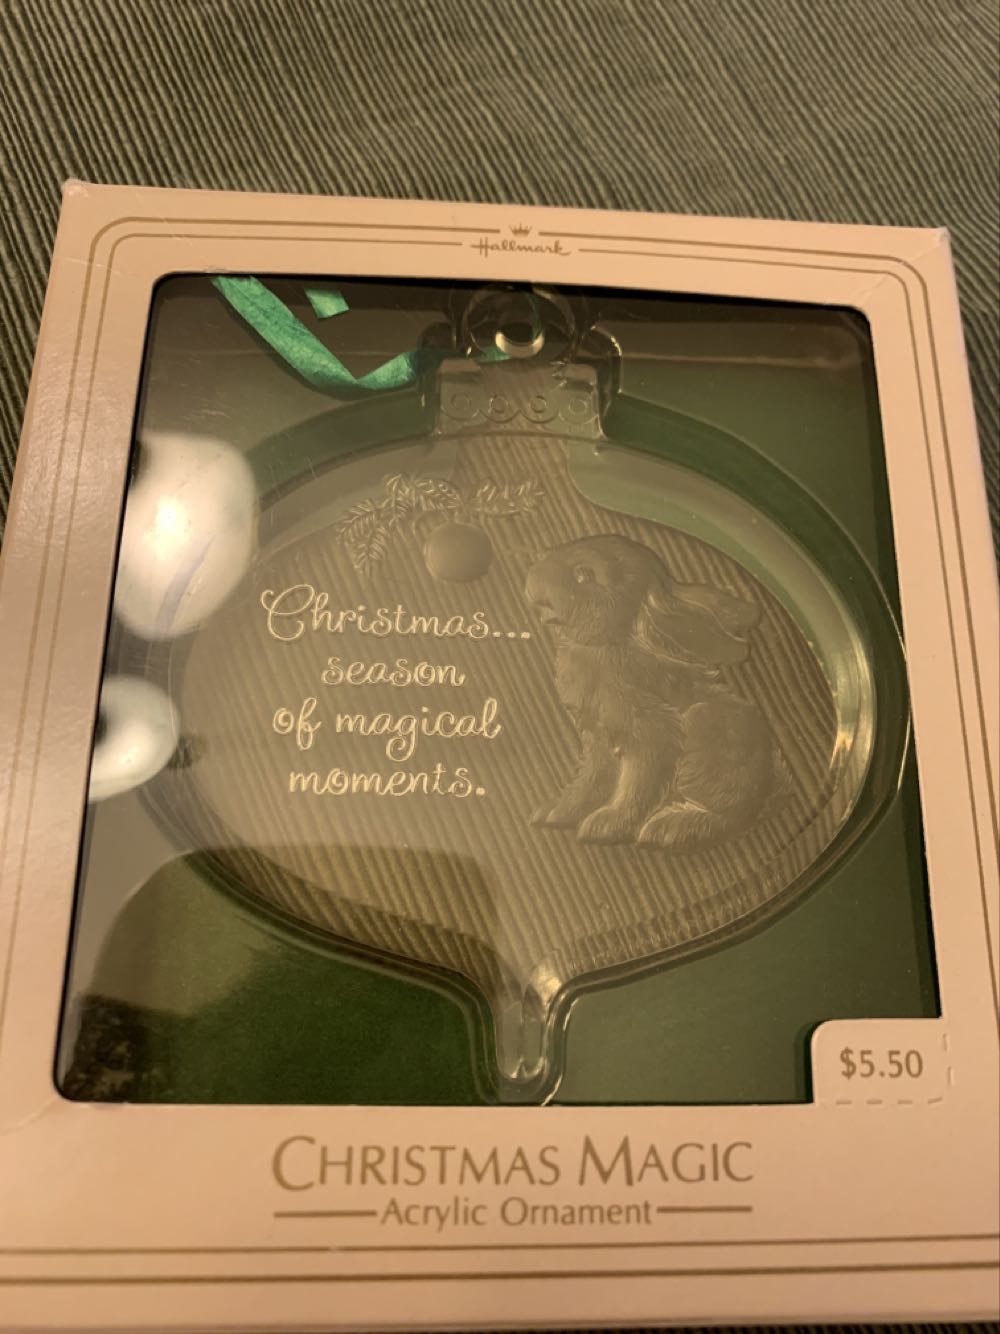 Hallmark
Christmas...
season
of magical
moments.
$5.50
CHRISTMAS MAGIC
Acrylic Ornament